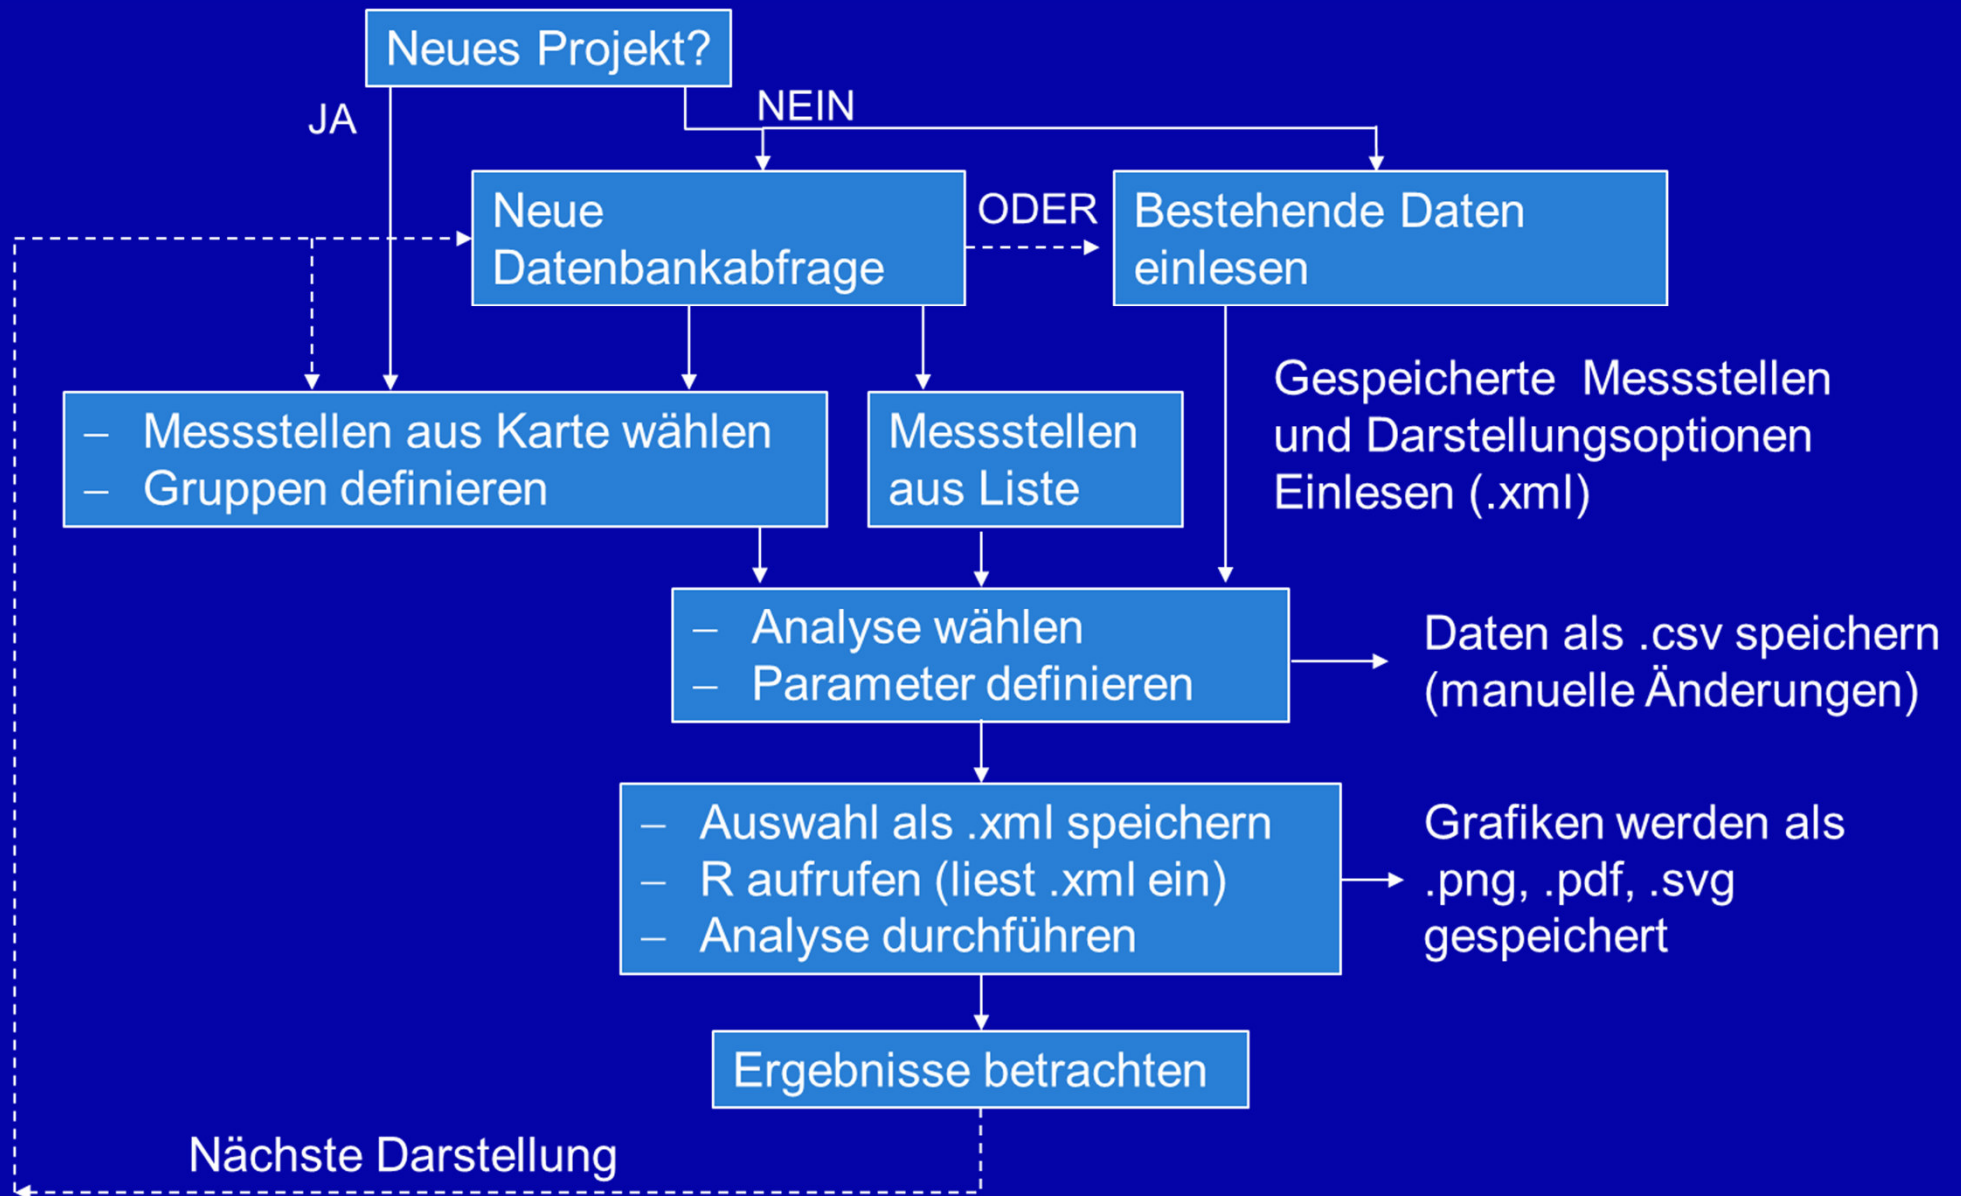 Neues Projekt?
JA
NEIN
Neue
Datenbankabfrage
ODER
Bestehende Daten
einlesen
– Messstellen aus Karte wählen
– Gruppen definieren
Messstellen
aus Liste
Gespeicherte Messstellen
und Darstellungsoptionen
Einlesen (.xml)
– Analyse wählen
– Parameter definieren
Daten als .csv speichern
(manuelle Änderungen)
– Auswahl als .xml speichern
– R aufrufen (liest .xml ein)
– Analyse durchführen
Grafiken werden als
.png, .pdf, .svg
gespeichert
Ergebnisse betrachten
Nächste Darstellung